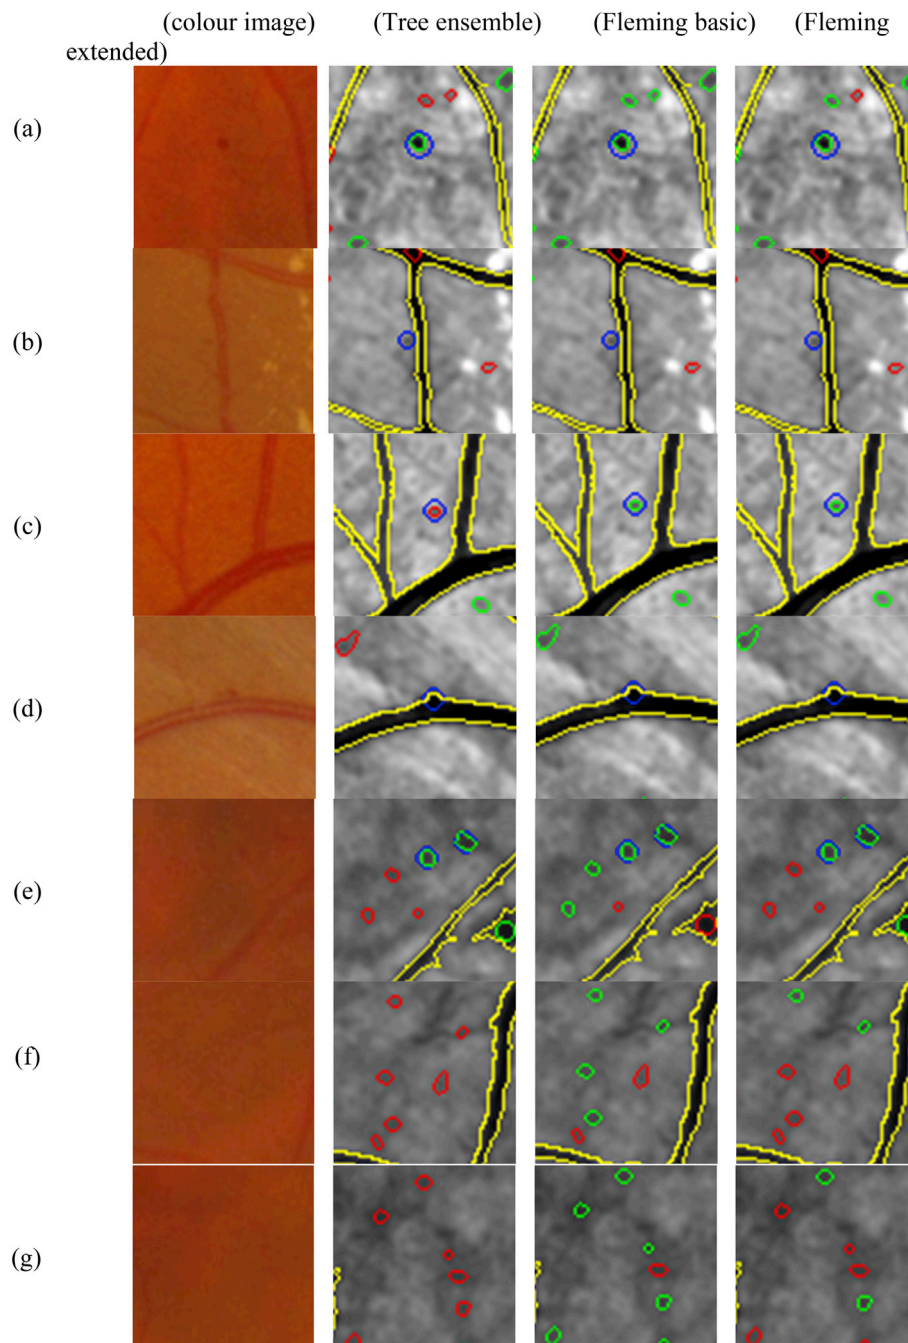 (colour image) (Tree ensemble) (Fleming basic) (Fleming
extended)
(a)
(b)
(c)
(d)
(e)
(f)
(g)